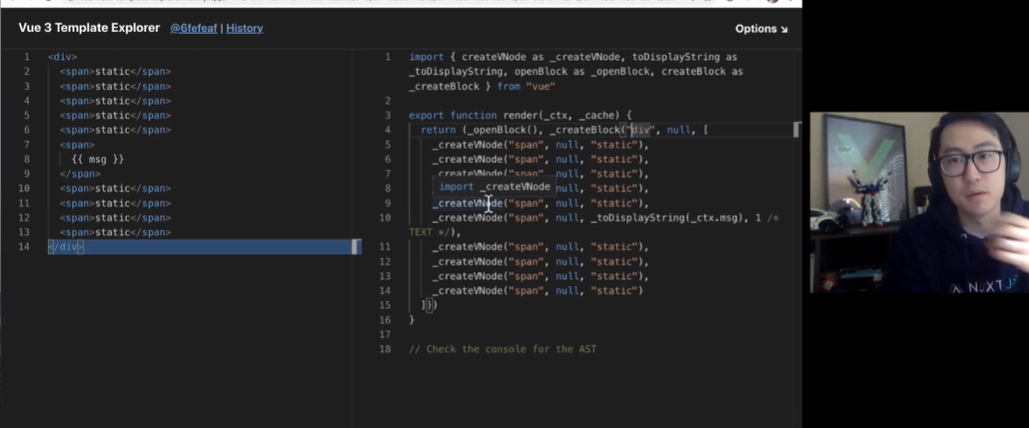 Vue 3 Template Explorer @6fefeaf | History
Options ↘
1 <div>
2 <span>static</span>
3 <span>static</span>
4 <span>static</span>
5 <span>static</span>
6 <span>static</span>
7 <span>
8 {{ msg }}
9 </span>
10 <span>static</span>
11 <span>static</span>
12 <span>static</span>
13 <span>static</span>
14 </div>
1 import { createVNode as _createVNode, toDisplayString as
_toDisplayString, openBlock as _openBlock, createBlock as
_createBlock } from "vue"
2
3 export function render(_ctx, _cache) {
4 return (_openBlock(), _createBlock("div", null, [
5 _createVNode("span", null, "static"),
6 _createVNode("span", null, "static"),
7 _createVNode("span", null, "static"),
import _createVNode
8 null, "static"),
9 _createVNode("span", null, "static"),
10 _createVNode("span", null, _toDisplayString(_ctx.msg), 1 /*
TEXT */),
11 _createVNode("span", null, "static"),
12 _createVNode("span", null, "static"),
13 _createVNode("span", null, "static"),
14 _createVNode("span", null, "static")
15 ]))
16 }
17
18 // Check the console for the AST
NUXTJS